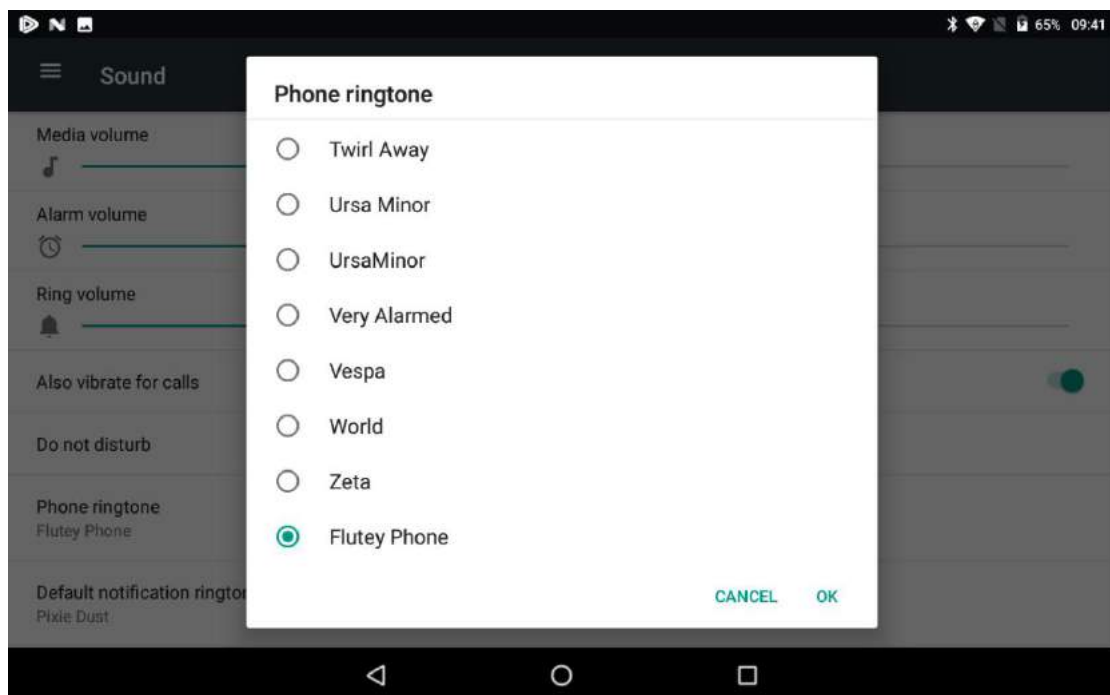 65% 09:41
Sound
Media volume
Alarm volume
Ring volume
Also vibrate for calls
Do not disturb
Phone ringtone
Flutey Phone
Default notification rington
Pixie Dust
Phone ringtone
Twirl Away
Ursa Minor
UrsaMinor
Very Alarmed
Vespa
World
Zeta
Flutey Phone
CANCEL OK